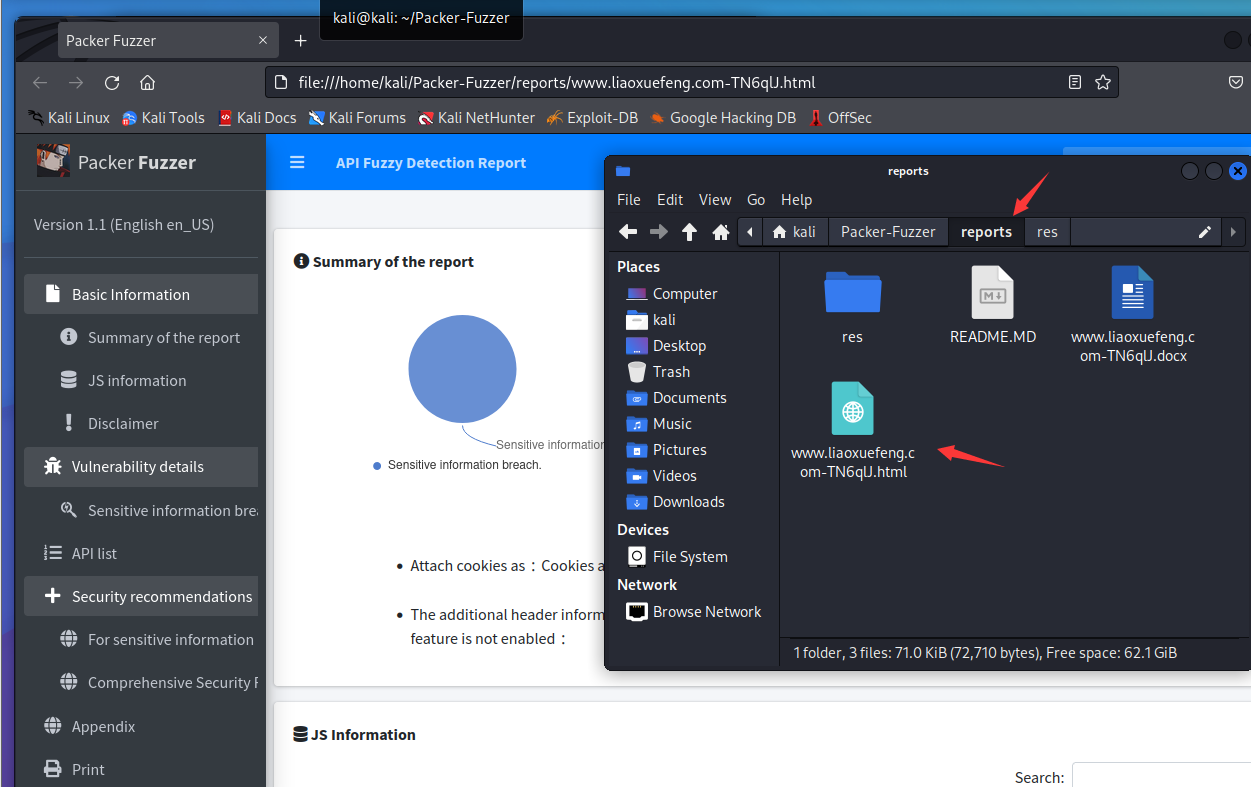 kali@kali: ~/Packer-Fuzzer
Packer Fuzzer
file:///home/kali/Packer-Fuzzer/reports/www.liaoxuefeng.com-TN6qlJ.html
Kali Linux Kali Tools Kali Docs Kali Forums Kali NetHunter Exploit-DB Google Hacking DB OffSec
Packer Fuzzer
Version 1.1 (English en_US)
Basic Information
Summary of the report
JS information
Disclaimer
Vulnerability details
Sensitive information brea
API list
Security recommendations
For sensitive information
Comprehensive Security R
Appendix
Print
API Fuzzy Detection Report
Summary of the report
Sensitive information
Sensitive information breach.
Attach cookies as：Cookies a
The additional header inform
feature is not enabled：
JS Information
Search:
reports
File Edit View Go Help
kali Packer-Fuzzer reports res
Places
Computer
kali
Desktop
Trash
Documents
Music
Pictures
Videos
Downloads
Devices
File System
Network
Browse Network
res
README.MD
www.liaoxuefeng.c
om-TN6qlJ.docx
www.liaoxuefeng.c
om-TN6qlJ.html
1 folder, 3 files: 71.0 KiB (72,710 bytes), Free space: 62.1 GiB